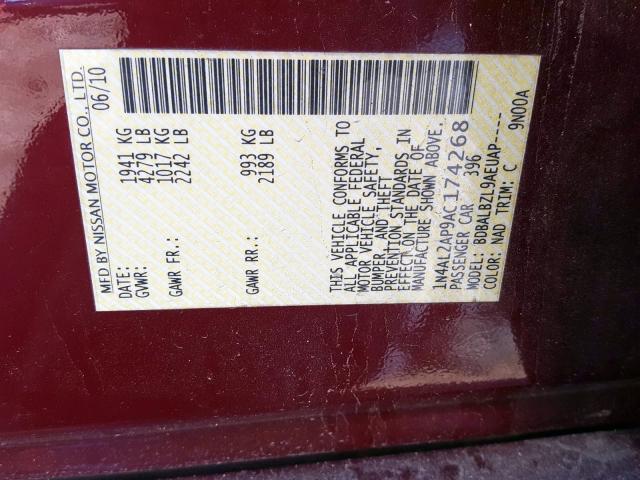 MFD BY NISSAN MOTOR CO., LTD.
DATE: 06/10
GVWR: 1941 KG
4279 LB
GAWR FR.: 1017 KG
2242 LB
GAWR RR.: 993 KG
2189 LB
THIS VEHICLE CONFORMS TO
ALL APPLICABLE FEDERAL
MOTOR VEHICLE SAFETY,
BUMPER, AND THEFT
PREVENTION STANDARDS IN
EFFECT ON THE DATE OF
MANUFACTURE SHOWN ABOVE.
1N4AL2AP9AC174268
PASSENGER CAR 396
MODEL: BDBALBZL9AEUAP-----
COLOR: NAD TRIM: C 9N00A